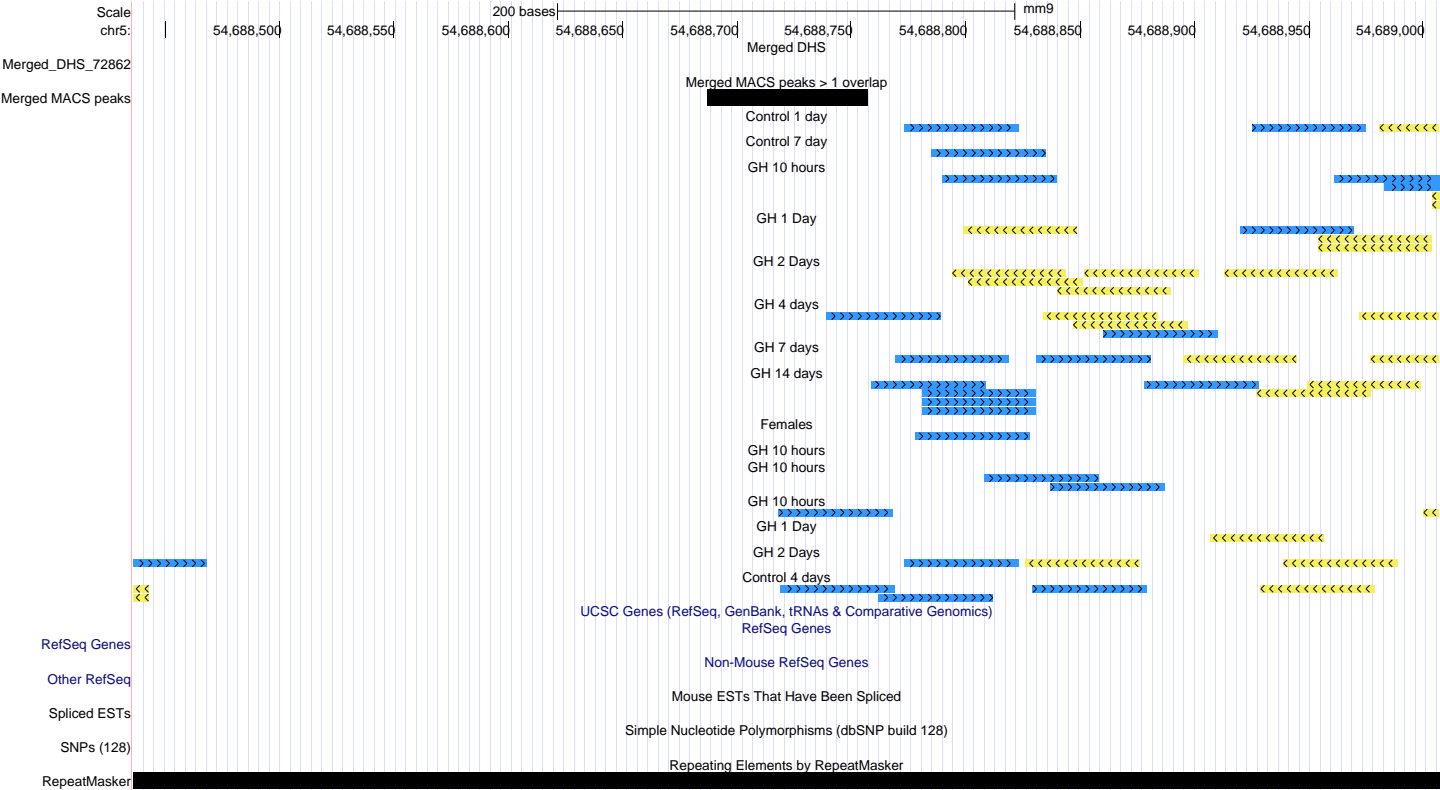 Scale 200 bases mm9
chr5: 54,688,500 54,688,550 54,688,600 54,688,650 54,688,700 54,688,750 54,688,800 54,688,850 54,688,900 54,688,950 54,689,000
Merged DHS
Merged_DHS_72862
Merged MACS peaks > 1 overlap
Merged MACS peaks
Control 1 day
Control 7 day
GH 10 hours
GH 1 Day
GH 2 Days
GH 4 days
GH 7 days
GH 14 days
Females
GH 10 hours
GH 10 hours
GH 10 hours
GH 1 Day
GH 2 Days
Control 4 days
UCSC Genes (RefSeq, GenBank, tRNAs & Comparative Genomics)
RefSeq Genes
RefSeq Genes
Non-Mouse RefSeq Genes
Other RefSeq
Mouse ESTs That Have Been Spliced
Spliced ESTs
Simple Nucleotide Polymorphisms (dbSNP build 128)
SNPs (128)
Repeating Elements by RepeatMasker
RepeatMasker